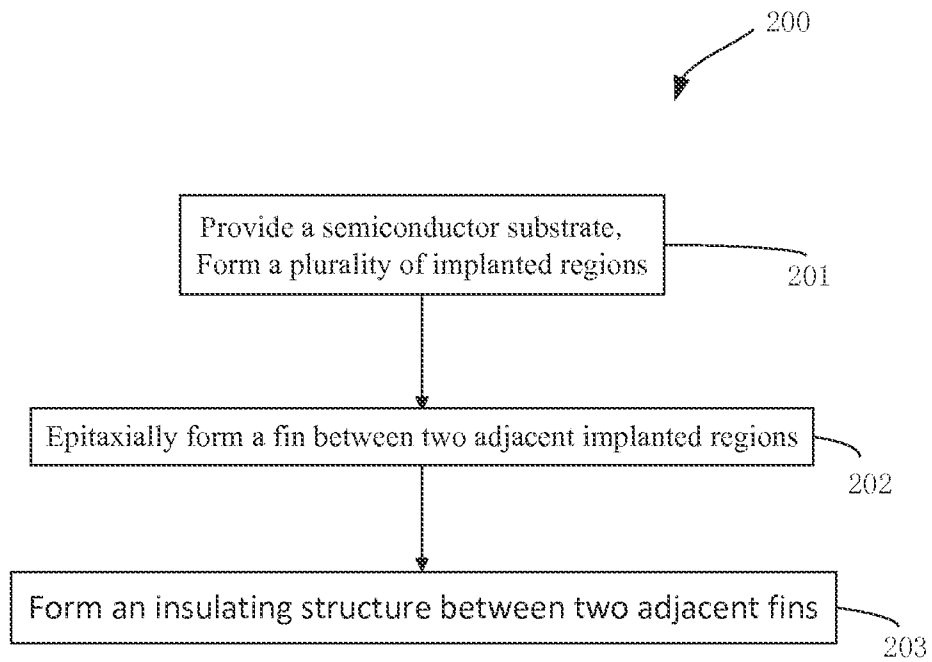 200
Provide a semiconductor substrate,
Form a plurality of implanted regions
201
Epitaxially form a fin between two adjacent implanted regions
202
Form an insulating structure between two adjacent fins
203